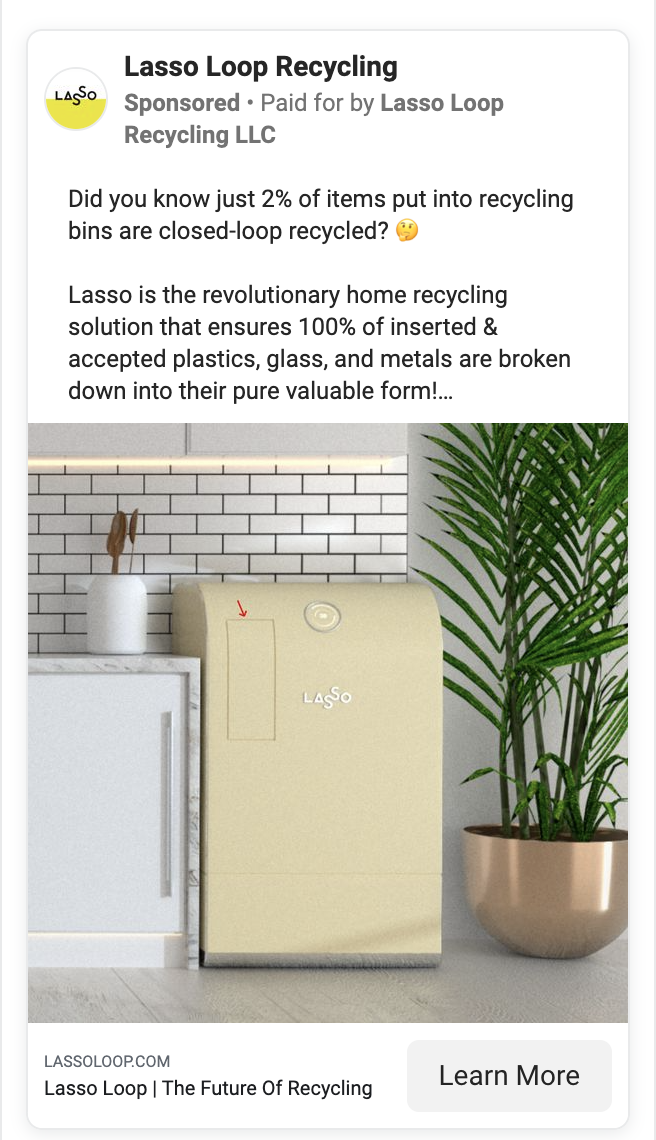 LASSO
Lasso Loop Recycling
Sponsored • Paid for by Lasso Loop
Recycling LLC
Did you know just 2% of items put into recycling
bins are closed-loop recycled? 🤔
Lasso is the revolutionary home recycling
solution that ensures 100% of inserted &
accepted plastics, glass, and metals are broken
down into their pure valuable form!...
LASSO
LASSOLOOP.COM
Lasso Loop | The Future Of Recycling
Learn More